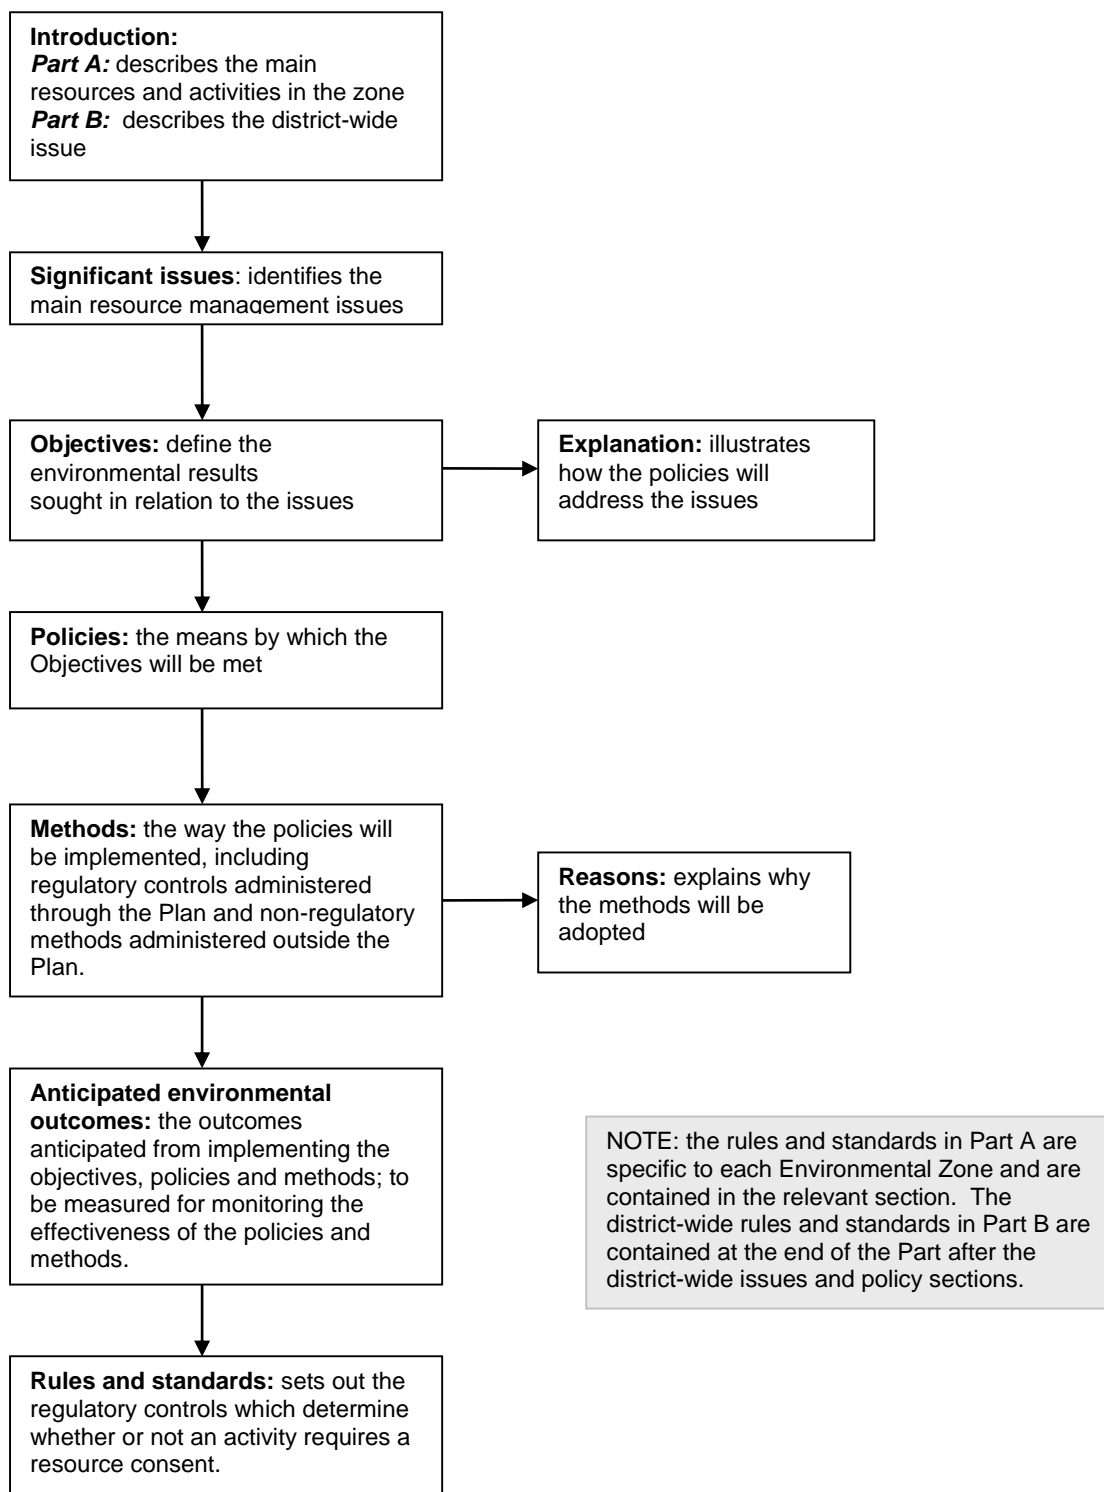 Introduction:
Part A: describes the main
resources and activities in the zone
Part B: describes the district-wide
issue
Significant issues: identifies the
main resource management issues
Objectives: define the
environmental results
sought in relation to the issues
Explanation: illustrates
how the policies will
address the issues
Policies: the means by which the
Objectives will be met
Methods: the way the policies will
be implemented, including
regulatory controls administered
through the Plan and non-regulatory
methods administered outside the
Plan.
Reasons: explains why
the methods will be
adopted
Anticipated environmental
outcomes: the outcomes
anticipated from implementing the
objectives, policies and methods; to
be measured for monitoring the
effectiveness of the policies and
methods.
NOTE: the rules and standards in Part A are
specific to each Environmental Zone and are
contained in the relevant section. The
district-wide rules and standards in Part B are
contained at the end of the Part after the
district-wide issues and policy sections.
Rules and standards: sets out the
regulatory controls which determine
whether or not an activity requires a
resource consent.